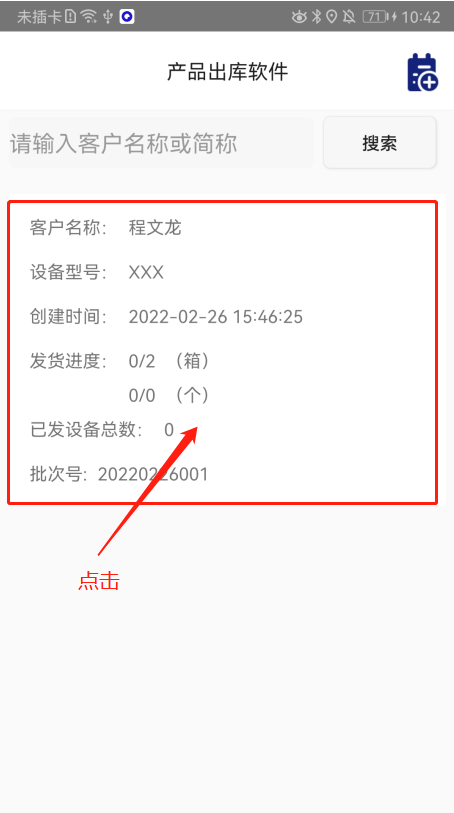 未插卡 71 10:42
产品出库软件
请输入客户名称或简称 搜索
客户名称： 程文龙
设备型号： XXX
创建时间： 2022-02-26 15:46:25
发货进度： 0/2 （箱）
0/0 （个）
已发设备总数： 0
批次号: 20220226001
点击